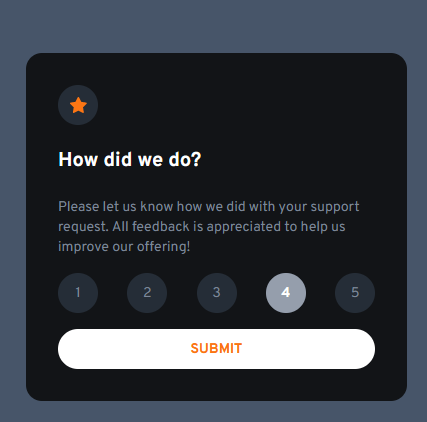 How did we do?
Please let us know how we did with your support
request. All feedback is appreciated to help us
improve our offering!
1 2 3 4 5
SUBMIT